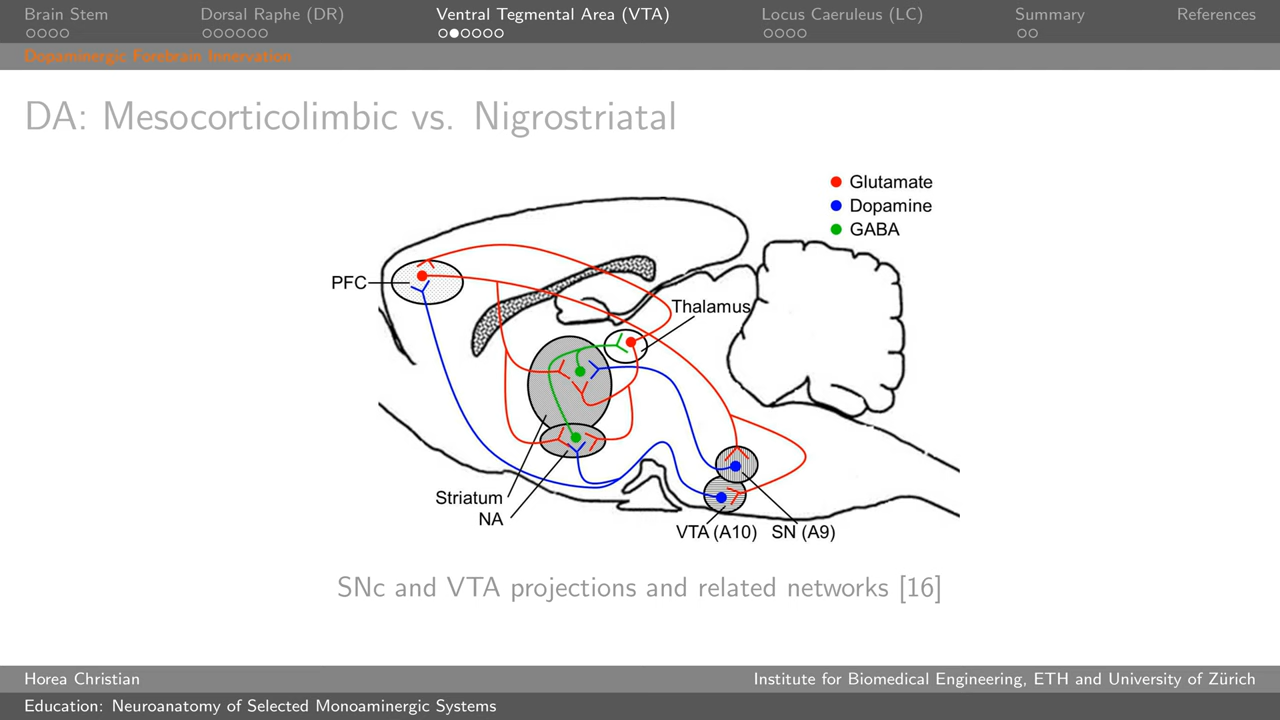 Brain Stem
Dorsal Raphe (DR)
Ventral Tegmental Area (VTA)
Locus Caeruleus (LC)
Summary
References
Dopaminergic Forebrain Innervation
DA: Mesocorticolimbic vs. Nigrostriatal
Glutamate
Dopamine
GABA
PFC
Thalamus
Striatum
NA
VTA (A10)
SN (A9)
SNc and VTA projections and related networks [16]
Horea Christian
Institute for Biomedical Engineering, ETH and University of Zürich
Education: Neuroanatomy of Selected Monoaminergic Systems